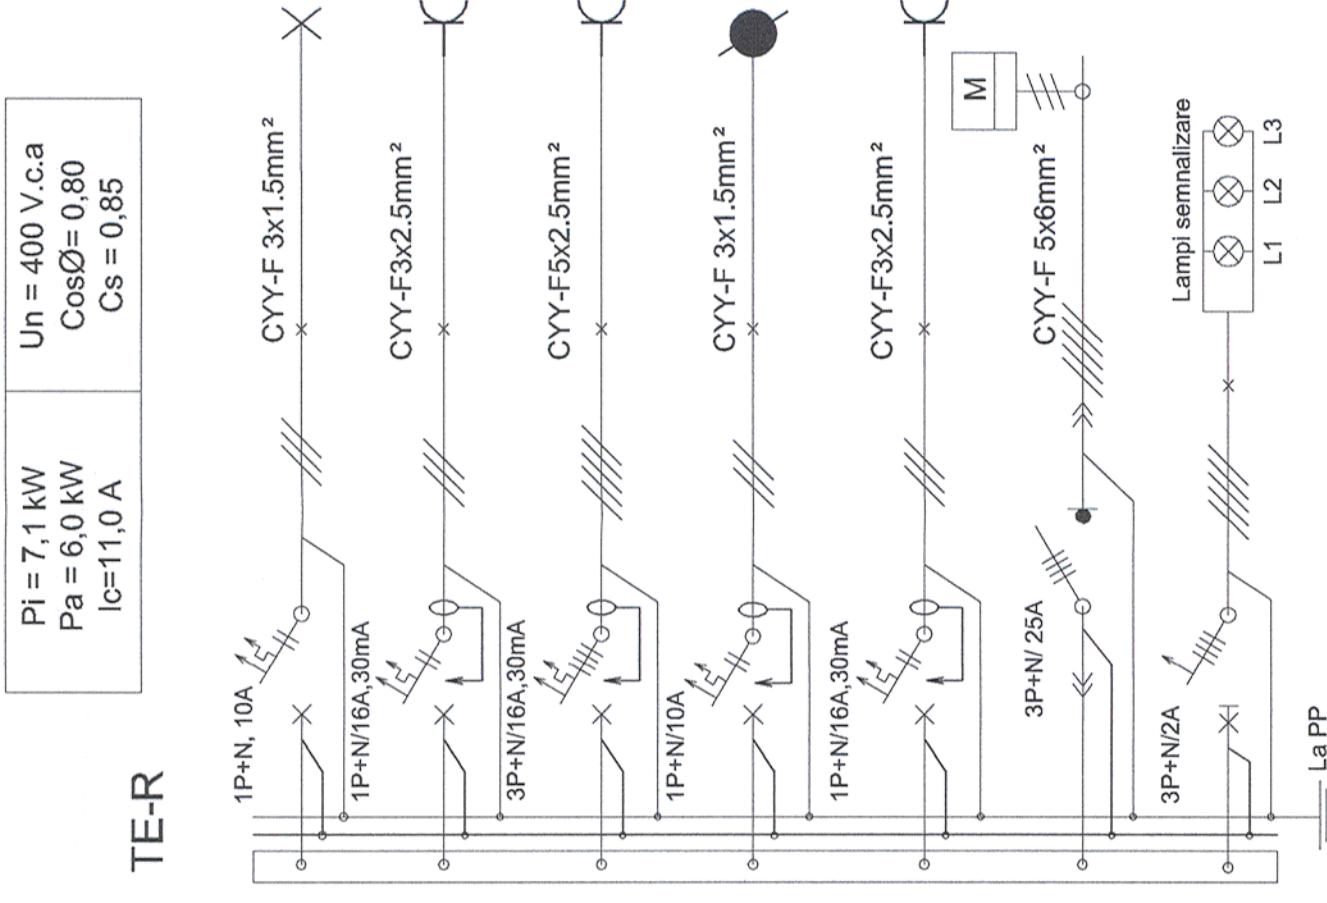 TE-R
Pi = 7,1 kW
Pa = 6,0 kW
Ic=11,0 A
Un = 400 V.c.a
CosØ= 0,80
Cs = 0,85
1P+N, 10A
CYY-F 3x1.5mm²
1P+N/16A,30mA
CYY-F3x2.5mm²
3P+N/16A,30mA
CYY-F5x2.5mm²
1P+N/10A
CYY-F 3x1.5mm²
1P+N/16A,30mA
CYY-F3x2.5mm²
3P+N/ 25A
CYY-F 5x6mm²
M
3P+N/2A
Lampi semnalizare
L1 L2 L3
La PP